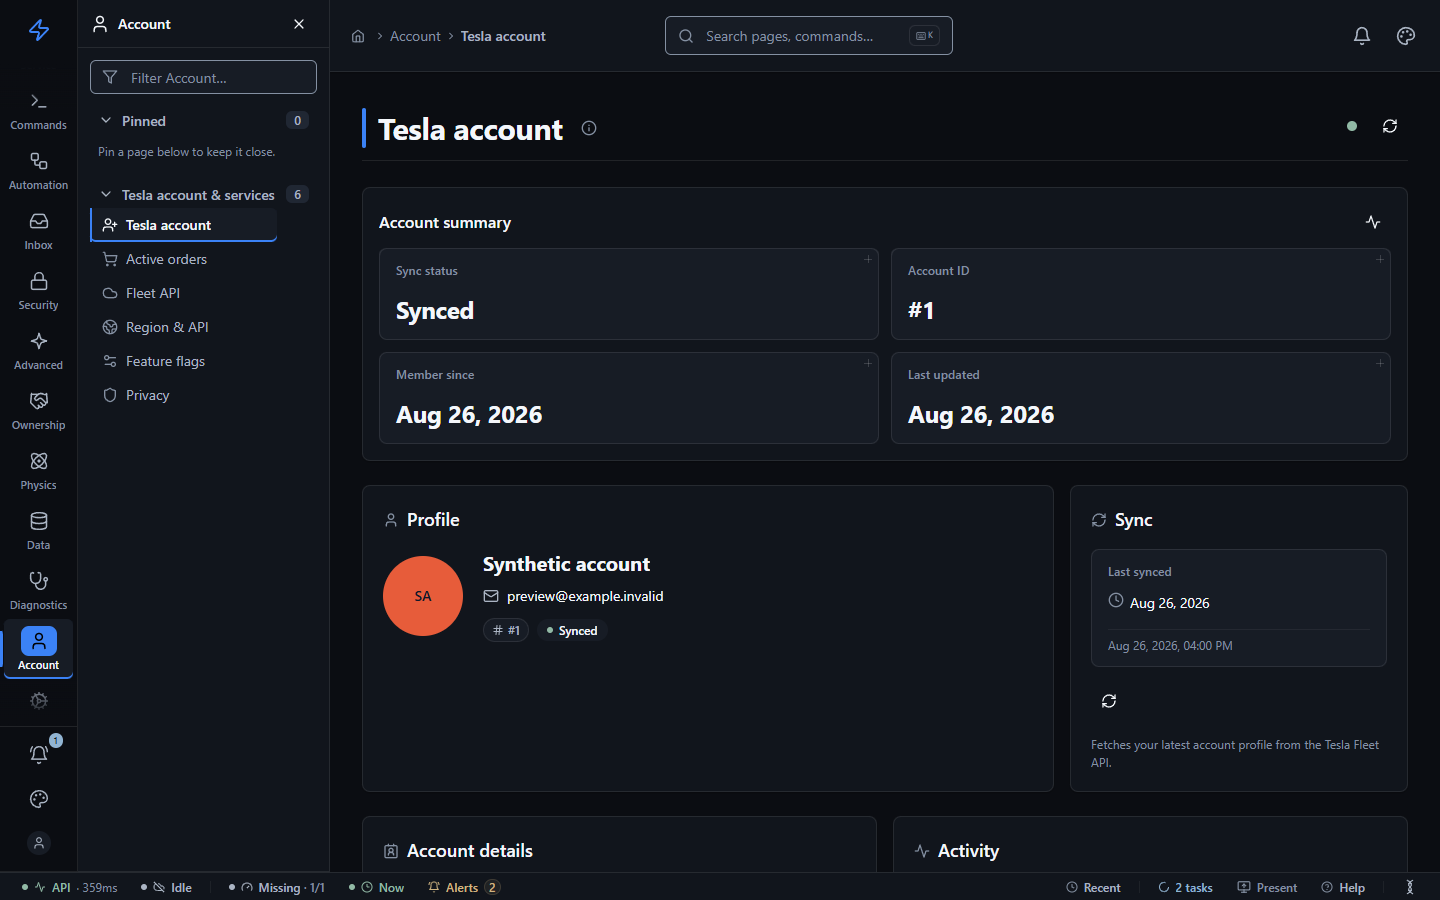 Account
Account
Tesla account
Search pages, commands...
K
Filter Account...
Commands
Automation
Inbox
Security
Advanced
Ownership
Physics
Data
Diagnostics
Account
1
Pinned
0
Pin a page below to keep it close.
Tesla account & services
6
Tesla account
Active orders
Fleet API
Region & API
Feature flags
Privacy
Tesla account
Account summary
Sync status
Synced
Account ID
#1
Member since
Aug 26, 2026
Last updated
Aug 26, 2026
Profile
SA
Synthetic account
preview@example.invalid
#1
Synced
Sync
Last synced
Aug 26, 2026
Aug 26, 2026, 04:00 PM
Fetches your latest account profile from the Tesla Fleet
API.
Account details
Activity
API · 359ms
Idle
Missing · 1/1
Now
Alerts 2
Recent
2 tasks
Present
Help